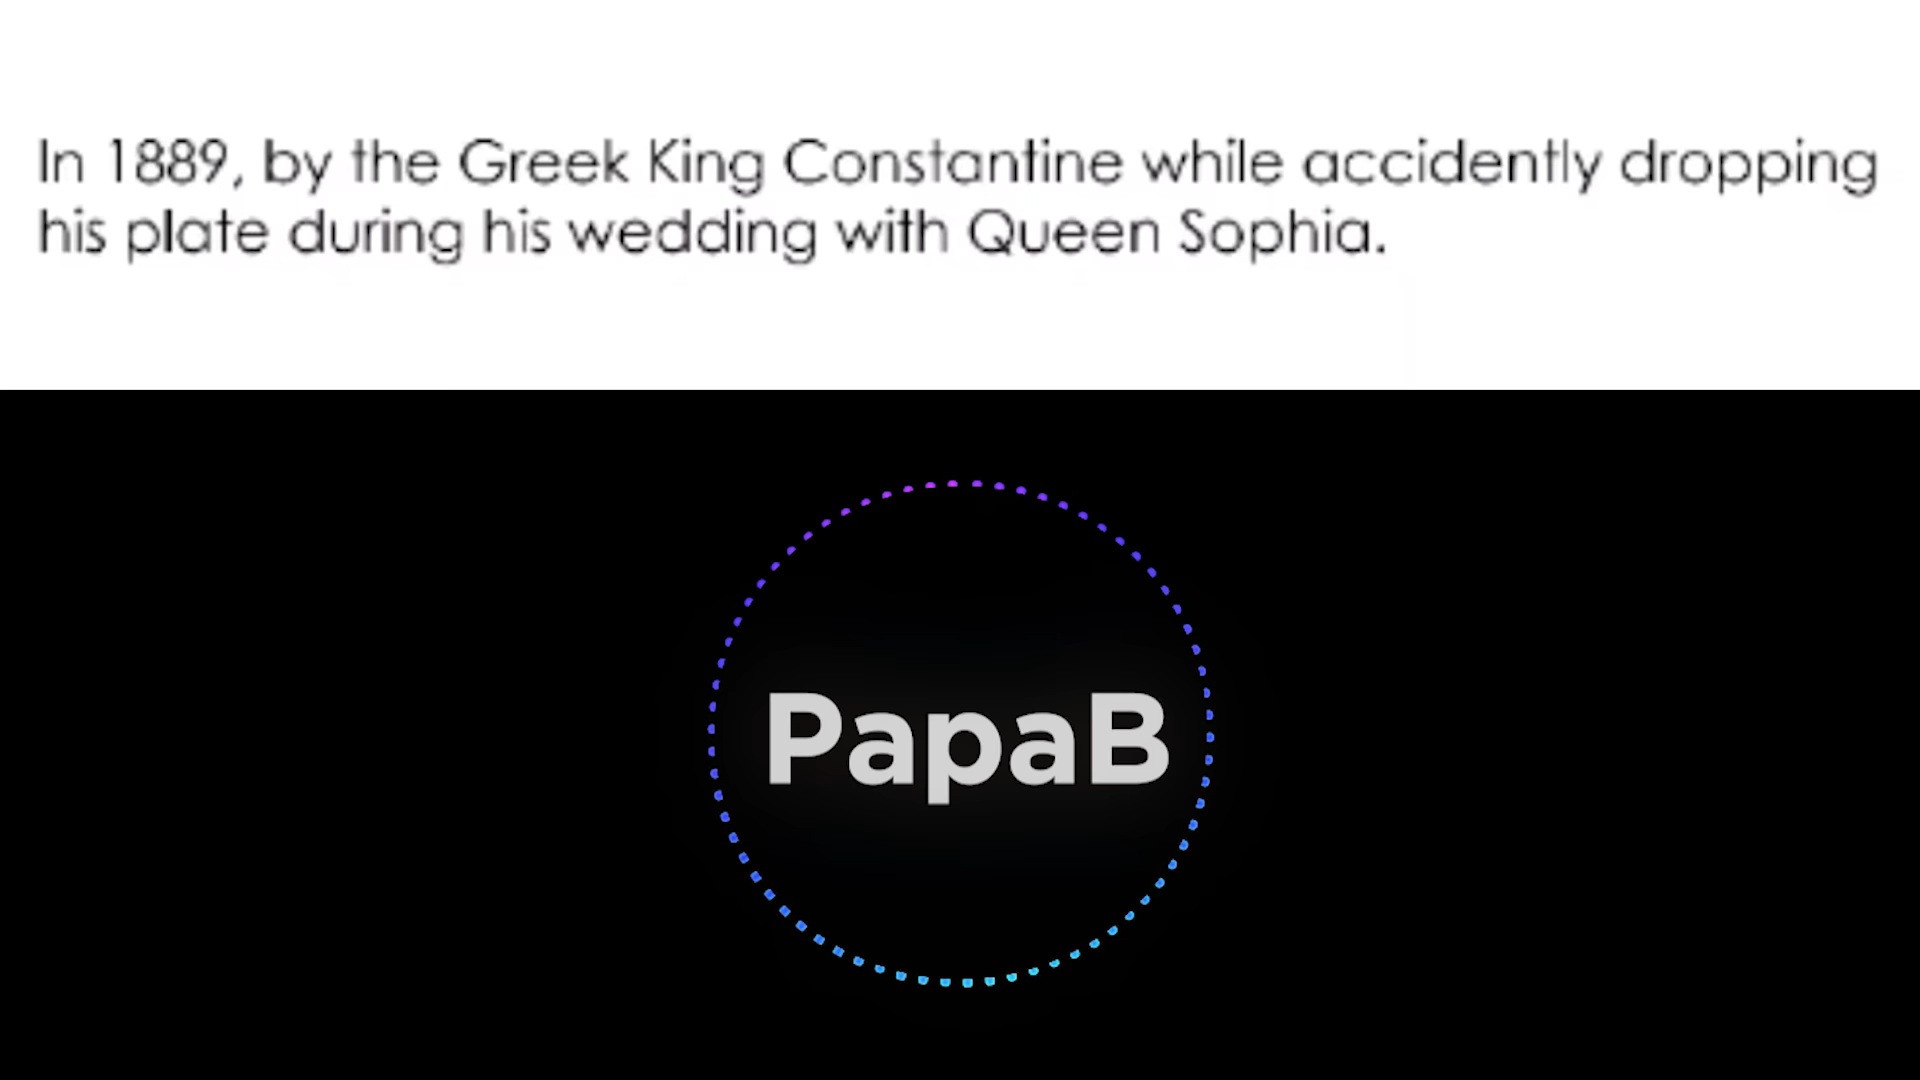 In 1889, by the Greek King Constantine while accidently dropping
his plate during his wedding with Queen Sophia.
PapaB